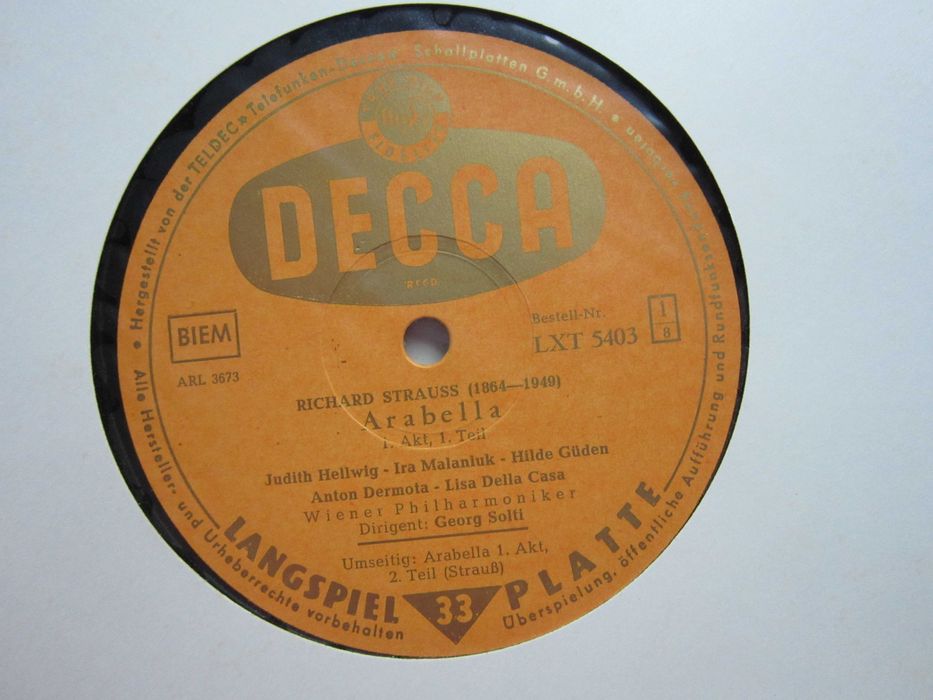 • Hergestellt von der TELDEC »Telefunken-Decca« Schallplatten G.m.b.H. •
DECCA
REGD.
BIEM
ARL 3673
Bestell-Nr.
LXT 5403
1
8
RICHARD STRAUSS (1864—1949)
Arabella
1. Akt, 1. Teil
Judith Hellwig - Ira Malaniuk - Hilde Güden
Anton Dermota - Lisa Della Casa
Wiener Philharmoniker
Dirigent: Georg Solti
Umseitig: Arabella 1. Akt,
2. Teil (Strauß)
LANGSPIEL 33 PLATTE
Alle Hersteller- und Urheberrechte vorbehalten
Überspielung, öffentliche Aufführung und Rundfunksendung